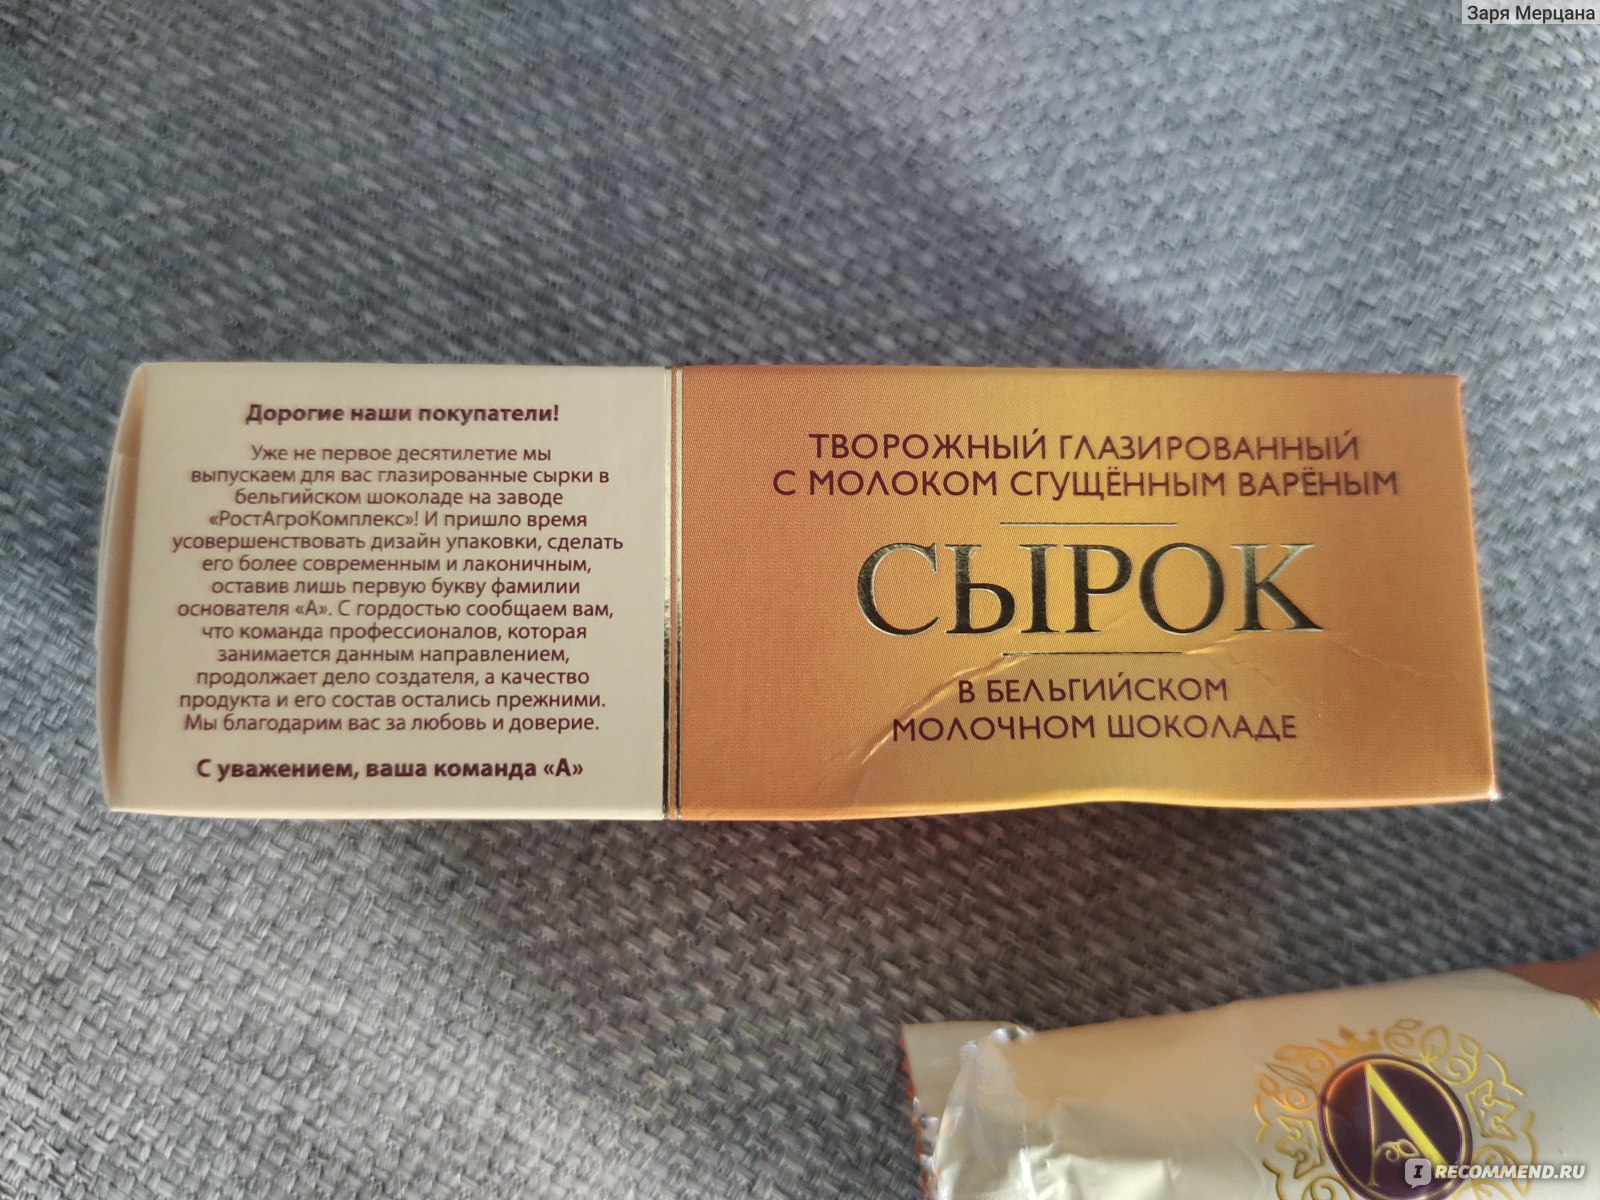 Заря Мерцана
Дорогие наши покупатели!
Уже не первое десятилетие мы
выпускаем для вас глазированные сырки в
бельгийском шоколаде на заводе
«РостАгроКомплекс»! И пришло время
усовершенствовать дизайн упаковки, сделать
его более современным и лаконичным,
оставив лишь первую букву фамилии
основателя «А». С гордостью сообщаем вам,
что команда профессионалов, которая
занимается данным направлением,
продолжает дело создателя, а качество
продукта и его состав остались прежними.
Мы благодарим вас за любовь и доверие.
С уважением, ваша команда «А»
ТВОРОЖНЫЙ ГЛАЗИРОВАННЫЙ
С МОЛОКОМ СГУЩЁННЫМ ВАРЁНЫМ
СЫРОК
В БЕЛЬГИЙСКОМ
МОЛОЧНОМ ШОКОЛАДЕ
А
IRECOMMEND.RU